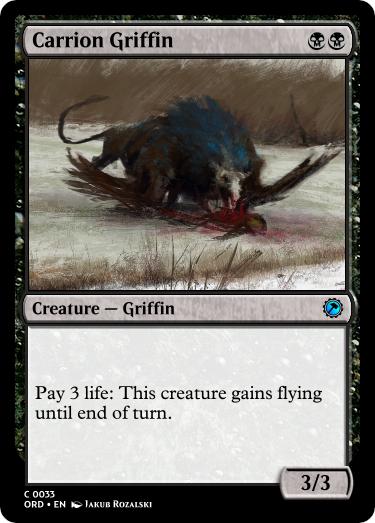 Carrion Griffin
Creature — Griffin
Pay 3 life: This creature gains flying
until end of turn.
3/3
C 0033
ORD • EN Jakub Rozalski